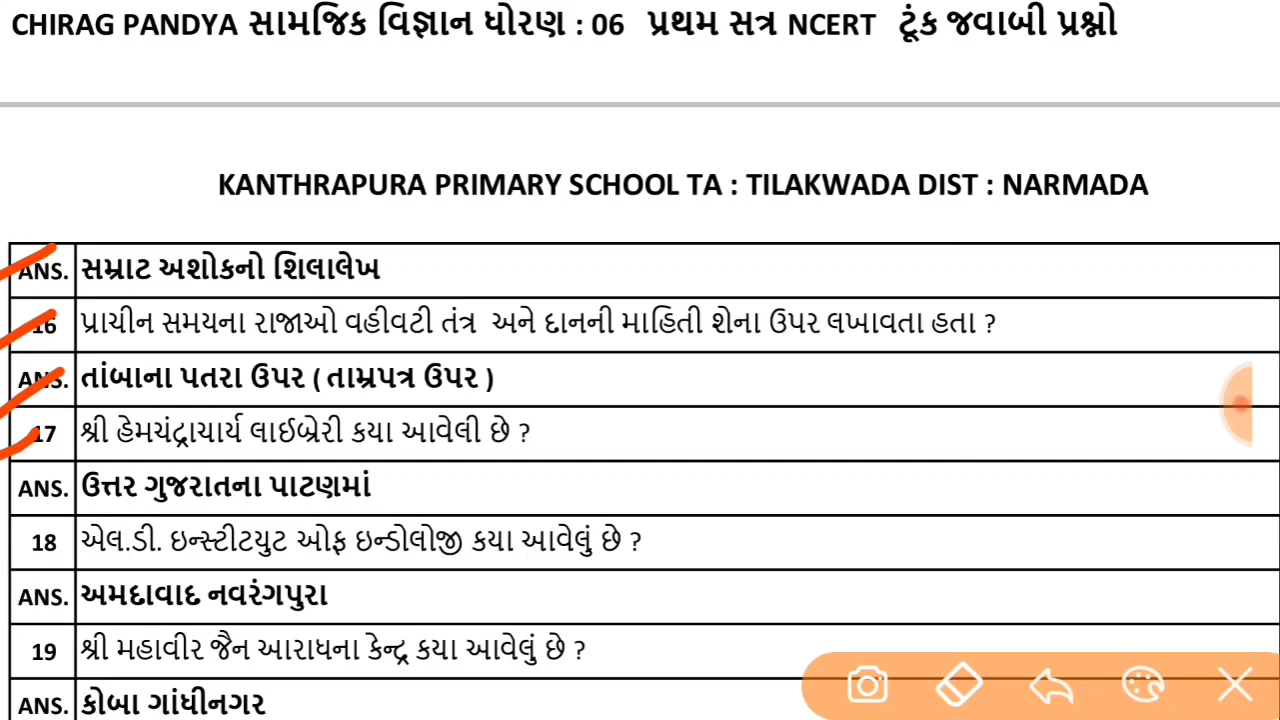 CHIRAG PANDYA સામજિક વિજ્ઞાન ધોરણ : 06 પ્રથમ સત્ર NCERT ટૂંક જવાબી પ્રશ્નો
KANTHRAPURA PRIMARY SCHOOL TA : TILAKWADA DIST : NARMADA
ANS. સમ્રાટ અશોકનો શિલાલેખ
16 પ્રાચીન સમયના રાજાઓ વહીવટી તંત્ર અને દાનની માહિતી શેના ઉપર લખાવતા હતા ?
ANS. તાંબાના પતરા ઉપર ( તામ્રપત્ર ઉપર )
17 શ્રી હેમચંદ્રાચાર્ય લાઈબ્રેરી કયા આવેલી છે ?
ANS. ઉત્તર ગુજરાતના પાટણમાં
18 એલ.ડી. ઇન્સ્ટીટયુટ ઓફ ઇન્ડોલોજી કયા આવેલું છે ?
ANS. અમદાવાદ નવરંગપુરા
19 શ્રી મહાવીર જૈન આરાધના કેન્દ્ર કયા આવેલું છે ?
ANS. કોબા ગાંધીનગર